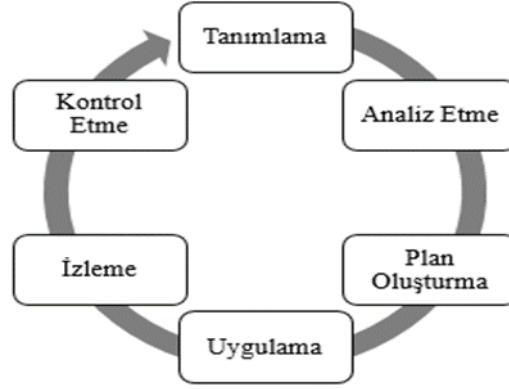 Tanımlama
Analiz Etme
Plan
Oluşturma
Uygulama
İzleme
Kontrol
Etme